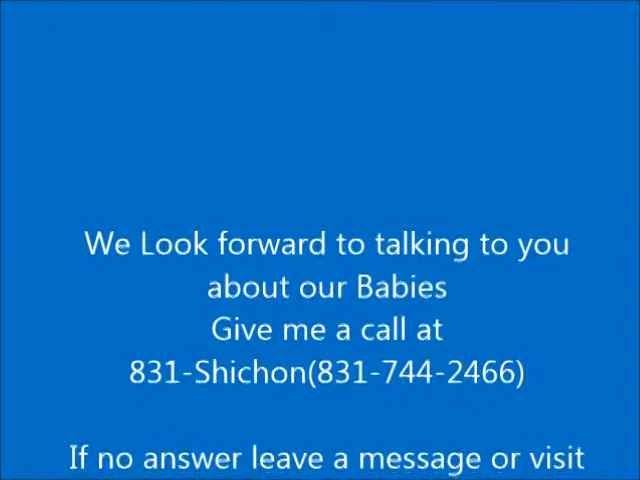 We Look forward to talking to you
about our Babies
Give me a call at
831-Shichon(831-744-2466)
If no answer leave a message or visit